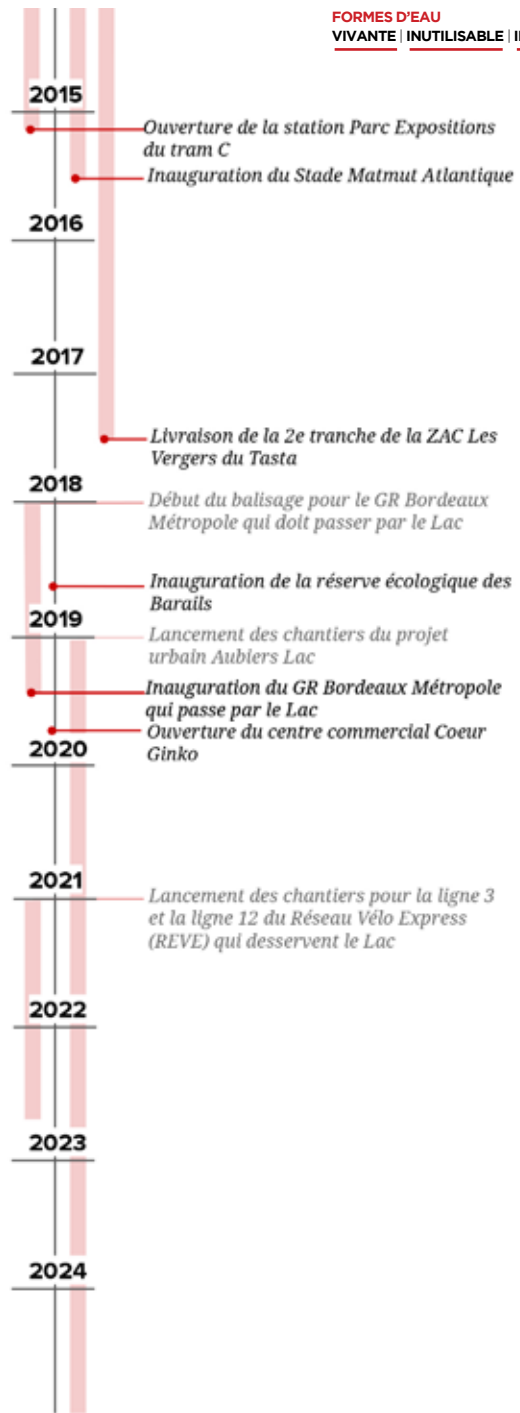 FORMES D'EAU
VIVANTE | INUTILISABLE |
2015
Ouverture de la station Parc Expositions
du tram C
Inauguration du Stade Matmut Atlantique
2016
2017
Livraison de la 2e tranche de la ZAC Les
Vergers du Tasta
2018
Début du balisage pour le GR Bordeaux
Métropole qui doit passer par le Lac
Inauguration de la réserve écologique des
Barails
2019
Lancement des chantiers du projet
urbain Aubiers Lac
Inauguration du GR Bordeaux Métropole
qui passe par le Lac
Ouverture du centre commercial Coeur
Ginko
2020
2021
Lancement des chantiers pour la ligne 3
et la ligne 12 du Réseau Vélo Express
(REVE) qui desservent le Lac
2022
2023
2024